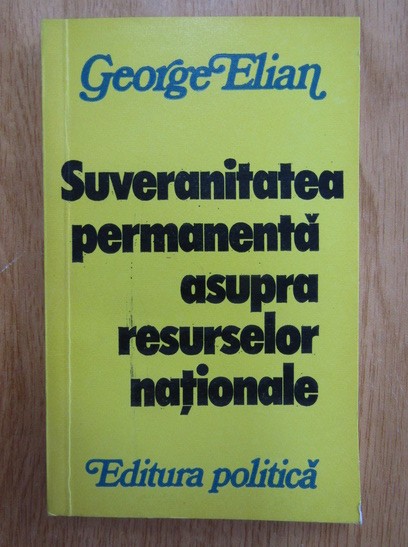 George Elian
Suveranitatea
permanentă
asupra
resurselor
naționale
Editura politică